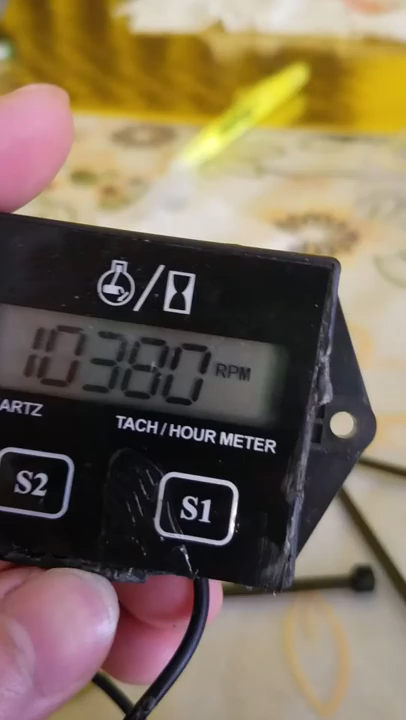 10380 RPM
ARTZ
TACH / HOUR METER
S2
S1